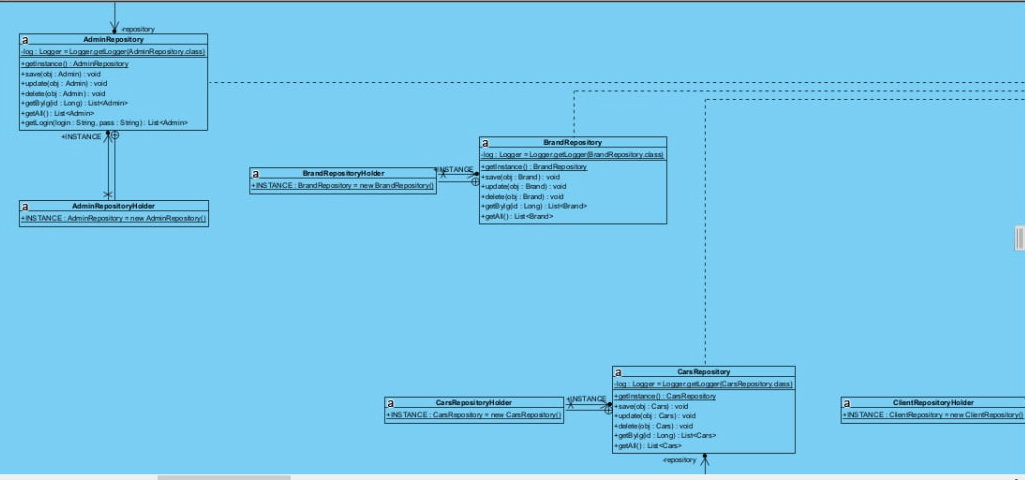 -repository
AdminRepository
-log : Logger = Logger.getLogger(AdminRepository.class)
+getInstance() : AdminRepository
+save(obj : Admin) : void
+update(obj : Admin) : void
+delete(obj : Admin) : void
+getByIg(id : Long) : List<Admin>
+getAll() : List<Admin>
+getLogin(login : String, pass : String) : List<Admin>
+INSTANCE
AdminRepositoryHolder
+INSTANCE : AdminRepository = new AdminRepository()
BrandRepositoryHolder
+INSTANCE : BrandRepository = new BrandRepository()
+INSTANCE
BrandRepository
-log : Logger = Logger.getLogger(BrandRepository.class)
+getInstance() : BrandRepository
+save(obj : Brand) : void
+update(obj : Brand) : void
+delete(obj : Brand) : void
+getByIg(id : Long) : List<Brand>
+getAll() : List<Brand>
CarsRepositoryHolder
+INSTANCE : CarsRepository = new CarsRepository()
+INSTANCE
CarsRepository
-log : Logger = Logger.getLogger(CarsRepository.class)
+getInstance() : CarsRepository
+save(obj : Cars) : void
+update(obj : Cars) : void
+delete(obj : Cars) : void
+getByIg(id : Long) : List<Cars>
+getAll() : List<Cars>
-repository
ClientRepositoryHolder
+INSTANCE : ClientRepository = new ClientRepository()